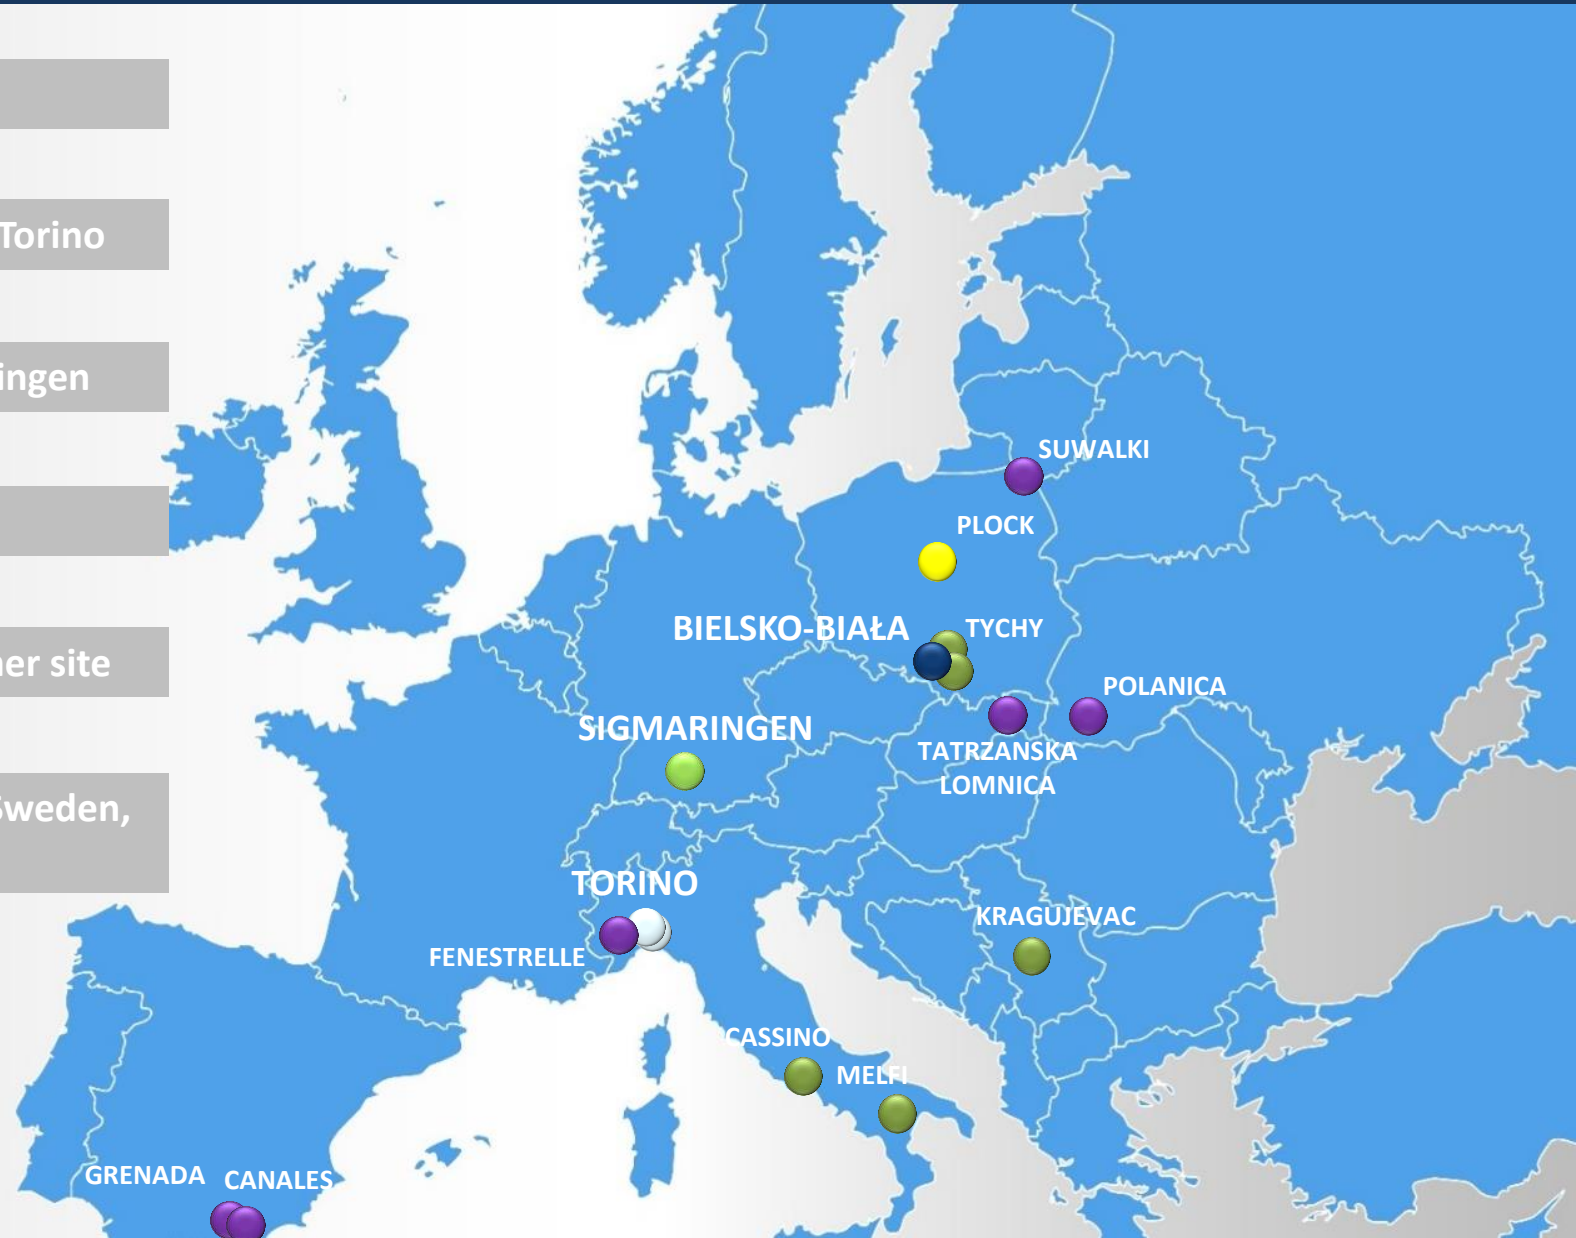 Torino
ingen
er site
Sweden,
SUWALKI
PLOCK
BIELSKO-BIAŁA
TYCHY
POLANICA
SIGMARINGEN
TATRZANSKA
LOMNICA
TORINO
FENESTRELLE
KRAGUJEVAC
CASSINO
MELFI
GRENADA
CANALES